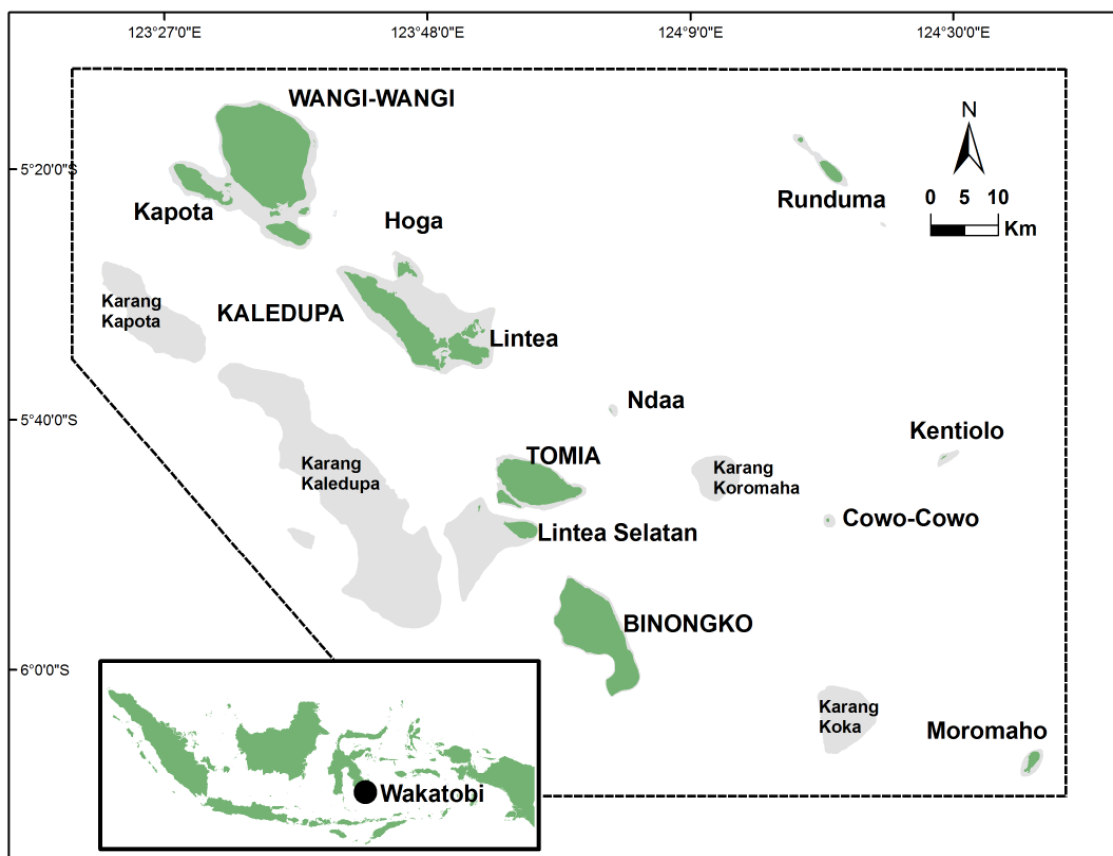 123°27'0"E 123°48'0"E 124°9'0"E 124°30'0"E
WANGI-WANGI
N
5°20'0"S
Kapota
Runduma
0 5 10
Km
Hoga
Karang
Kapota
KALEDUPA
Lintea
Ndaa
5°40'0"S
Kentiolo
TOMIA
Karang
Kaledupa
Karang
Koromaha
Cowo-Cowo
Lintea Selatan
BINONGKO
6°0'0"S
Karang
Koka
Moromaho
Wakatobi